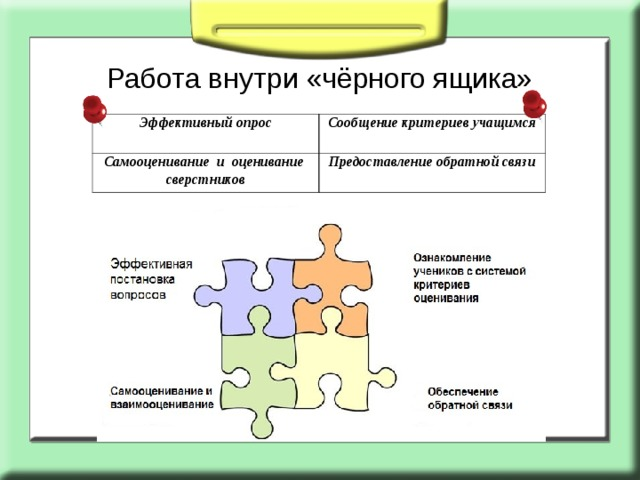 Работа внутри «чёрного ящика»
Эффективный опрос
Сообщение критериев учащимся
Самооценивание и оценивание
сверстников
Предоставление обратной связи
Эффективная
постановка
вопросов
Ознакомление
учеников с системой
критериев
оценивания
Самооценивание и
взаимооценивание
Обеспечение
обратной связи